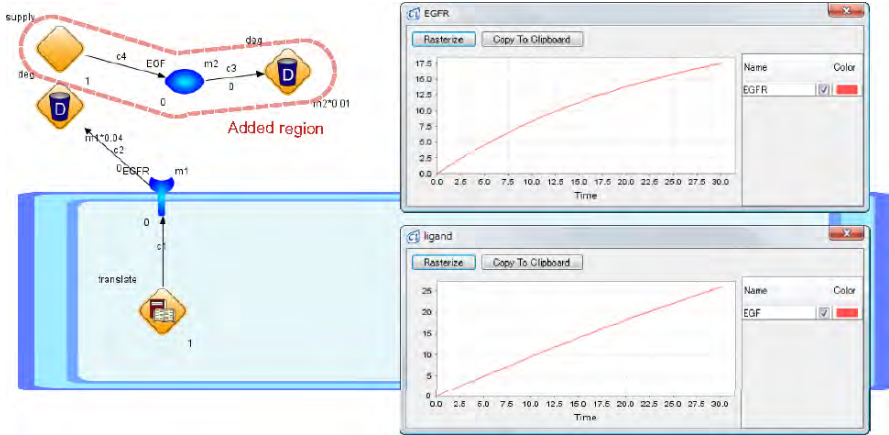 supply
c4
EGF
m2
deg
c3
0
0
1
m2*0.01
deg
Added region
m1*0.04
c2
0
EGFR
m1
0
c1
translate
1
EGFR
Rasterize Copy To Clipboard
17.5
15.0
12.5
10.0
7.5
5.0
2.5
0.0
0.0 2.5 5.0 7.5 10.0 12.5 15.0 17.5 20.0 22.5 25.0 27.5 30.0
Time
Name Color
EGFR
ligand
Rasterize Copy To Clipboard
25
20
15
10
5
0
0.0 2.5 5.0 7.5 10.0 12.5 15.0 17.5 20.0 22.5 25.0 27.5 30.0
Time
Name Color
EGF
D
D